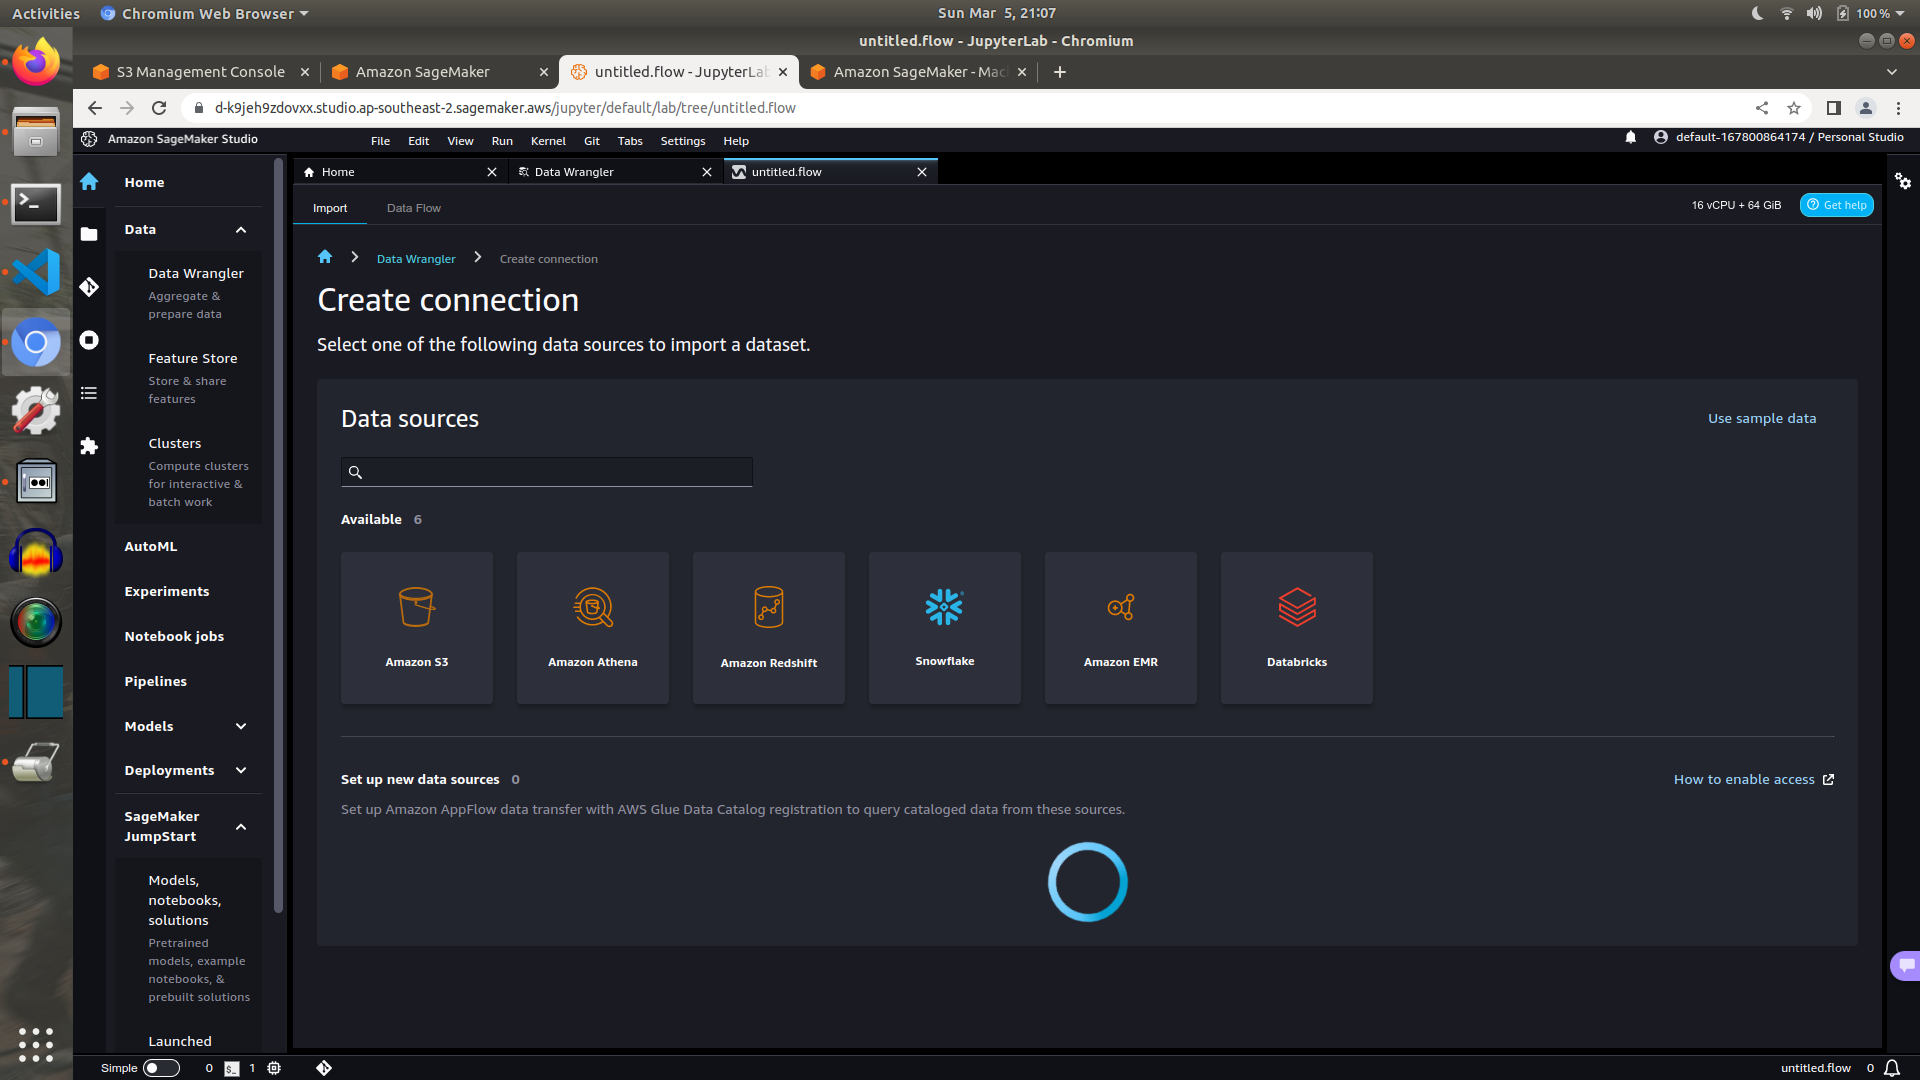 Activities
Chromium Web Browser
Sun Mar 5, 21:07
100 %
untitled.flow - JupyterLab - Chromium
S3 Management Console
Amazon SageMaker
untitled.flow - JupyterLab
Amazon SageMaker - Mac
d-k9jeh9zdovxx.studio.ap-southeast-2.sagemaker.aws/jupyter/default/lab/tree/untitled.flow
Amazon SageMaker Studio
File Edit View Run Kernel Git Tabs Settings Help
default-167800864174 / Personal Studio
Home
Data
Data Wrangler
Aggregate &
prepare data
Feature Store
Store & share
features
Clusters
Compute clusters
for interactive &
batch work
AutoML
Experiments
Notebook jobs
Pipelines
Models
Deployments
SageMaker
JumpStart
Models,
notebooks,
solutions
Pretrained
models, example
notebooks, &
prebuilt solutions
Launched
Home
Data Wrangler
untitled.flow
Import
Data Flow
16 vCPU + 64 GiB
Get help
Data Wrangler
Create connection
Create connection
Select one of the following data sources to import a dataset.
Data sources
Use sample data
Available 6
Amazon S3
Amazon Athena
Amazon Redshift
Snowflake
Amazon EMR
Databricks
Set up new data sources 0
How to enable access
Set up Amazon AppFlow data transfer with AWS Glue Data Catalog registration to query cataloged data from these sources.
Simple
0
1
untitled.flow
0